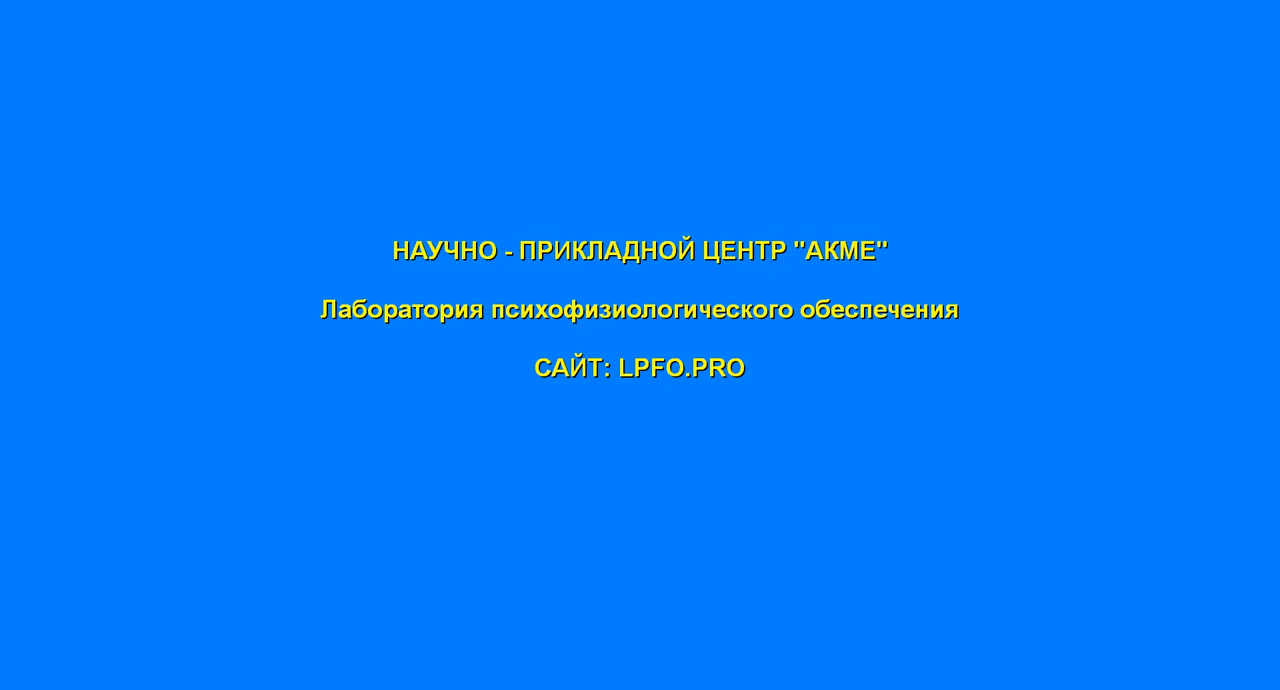 НАУЧНО - ПРИКЛАДНОЙ ЦЕНТР "АКМЕ"
Лаборатория психофизиологического обеспечения
САЙТ: LPFO.PRO